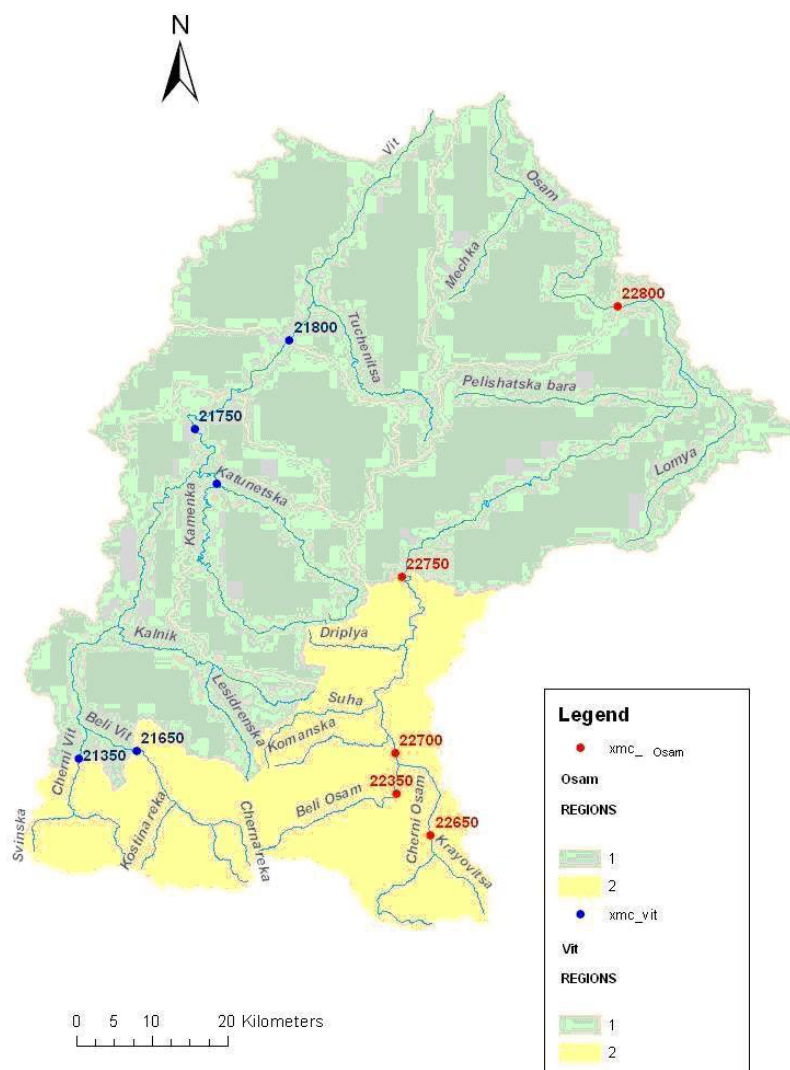 N
Vit
Osam
Mechka
22800
21800
Tuchenitsa
Pelishatska bara
21750
Lomya
Katunetska
Kamenka
22750
Kalnik
Driplya
Lesidrenska
Suha
Beli Vit
21650
Komanska
22700
21350
Cherni Vit
22350
Beli Osam
Cherni Osam
22650
Svinska
Kostina reka
Cherna reka
Krayovitsa
0 5 10 20 Kilometers
Legend
xmc_ Osam
Osam
REGIONS
1
2
xmc_vit
Vit
REGIONS
1
2